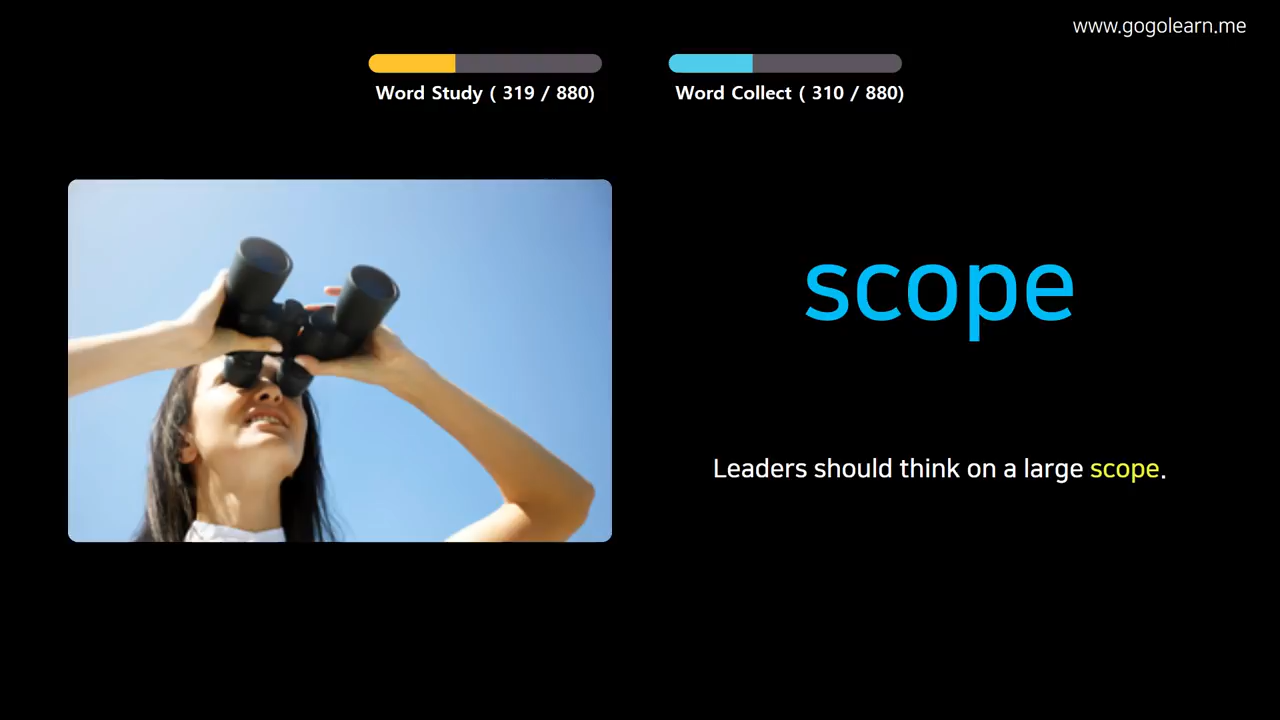 www.gogolearn.me
Word Study ( 319 / 880)
Word Collect ( 310 / 880)
scope
Leaders should think on a large scope.